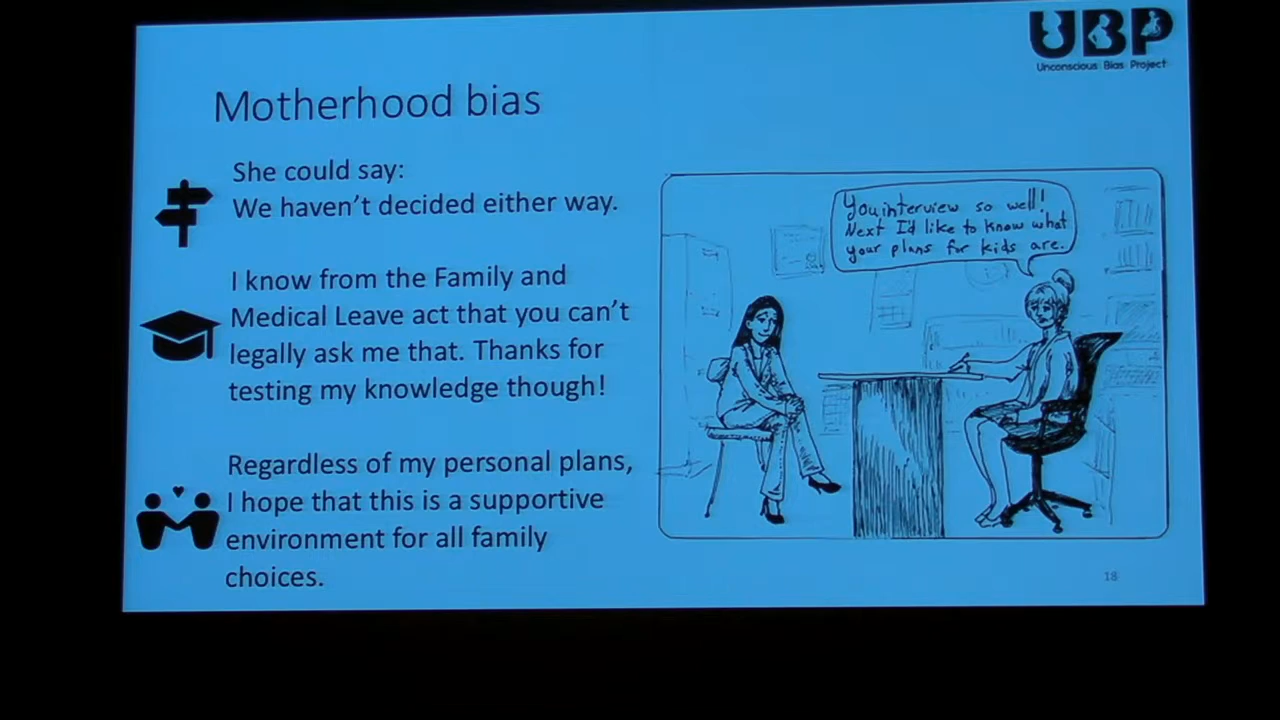 UBP
Unconscious Bias Project
Motherhood bias
She could say:
We haven't decided either way.
I know from the Family and
Medical Leave act that you can't
legally ask me that. Thanks for
testing my knowledge though!
Regardless of my personal plans,
I hope that this is a supportive
environment for all family
choices.
You interview so well!
Next I'd like to know what
your plans for kids are.
18